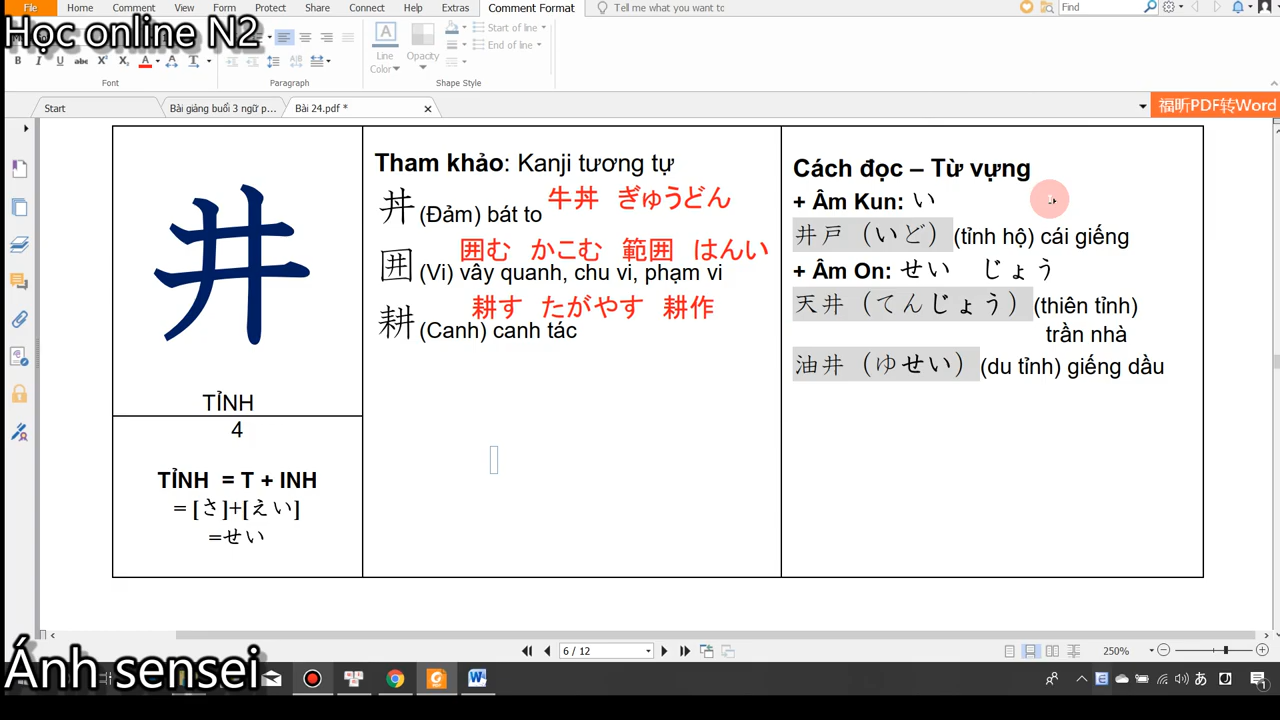 File Home Comment View Form Protect Share Connect Help Extras Comment Format Tell me what you want tc Find
Học online N2
Line Color
Opacity
Start of line
End of line
Font Paragraph Shape Style
Start Bài giảng buổi 3 ngữ p... Bài 24.pdf * 福昕PDF转Word
井
TỈNH
4
TỈNH = T + INH
= [さ]+[えい]
=せい
Tham khảo: Kanji tương tự
丼 (Đảm) bát to 牛丼 ぎゅうどん
囲む かこむ 範囲 はんい
囲 (Vi) vây quanh, chu vi, phạm vi
耕す たがやす 耕作
耕 (Canh) canh tác
Cách đọc – Từ vựng
+ Âm Kun: い
井戸（いど）(tỉnh hộ) cái giếng
+ Âm On: せい じょう
天井（てんじょう）(thiên tỉnh)
trần nhà
油井（ゆせい）(du tỉnh) giếng dầu
6 / 12 250%
Ánh sensei